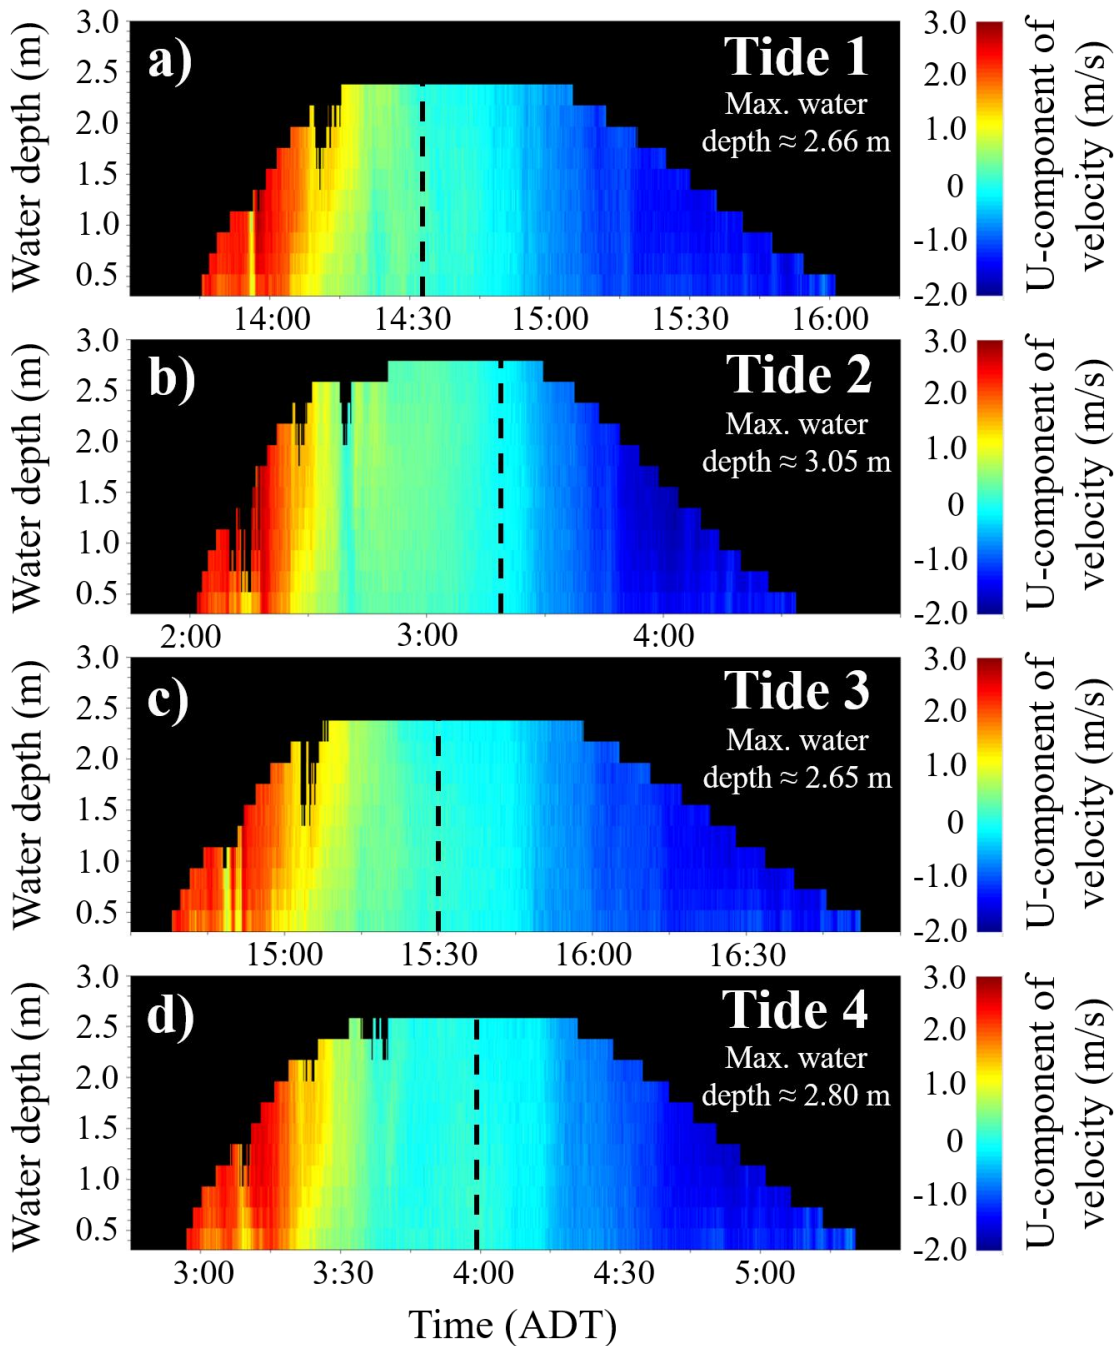 a)
Tide 1
Max. water
depth ≈ 2.66 m
Water depth (m)
3.0
2.5
2.0
1.5
1.0
0.5
14:00
14:30
15:00
15:30
16:00
3.0
2.0
1.0
0
-1.0
-2.0
U-component of
velocity (m/s)
b)
Tide 2
Max. water
depth ≈ 3.05 m
Water depth (m)
3.0
2.5
2.0
1.5
1.0
0.5
2:00
3:00
4:00
3.0
2.0
1.0
0
-1.0
-2.0
U-component of
velocity (m/s)
c)
Tide 3
Max. water
depth ≈ 2.65 m
Water depth (m)
3.0
2.5
2.0
1.5
1.0
0.5
15:00
15:30
16:00
16:30
3.0
2.0
1.0
0
-1.0
-2.0
U-component of
velocity (m/s)
d)
Tide 4
Max. water
depth ≈ 2.80 m
Water depth (m)
3.0
2.5
2.0
1.5
1.0
0.5
3:00
3:30
4:00
4:30
5:00
3.0
2.0
1.0
0
-1.0
-2.0
U-component of
velocity (m/s)
Time (ADT)